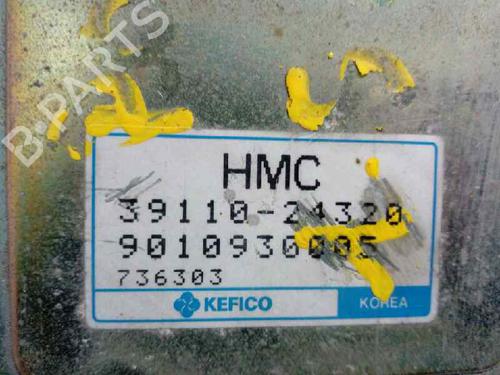 B-PARTS
HMC
39110-24320
9010930005
736303
KEFICO KOREA